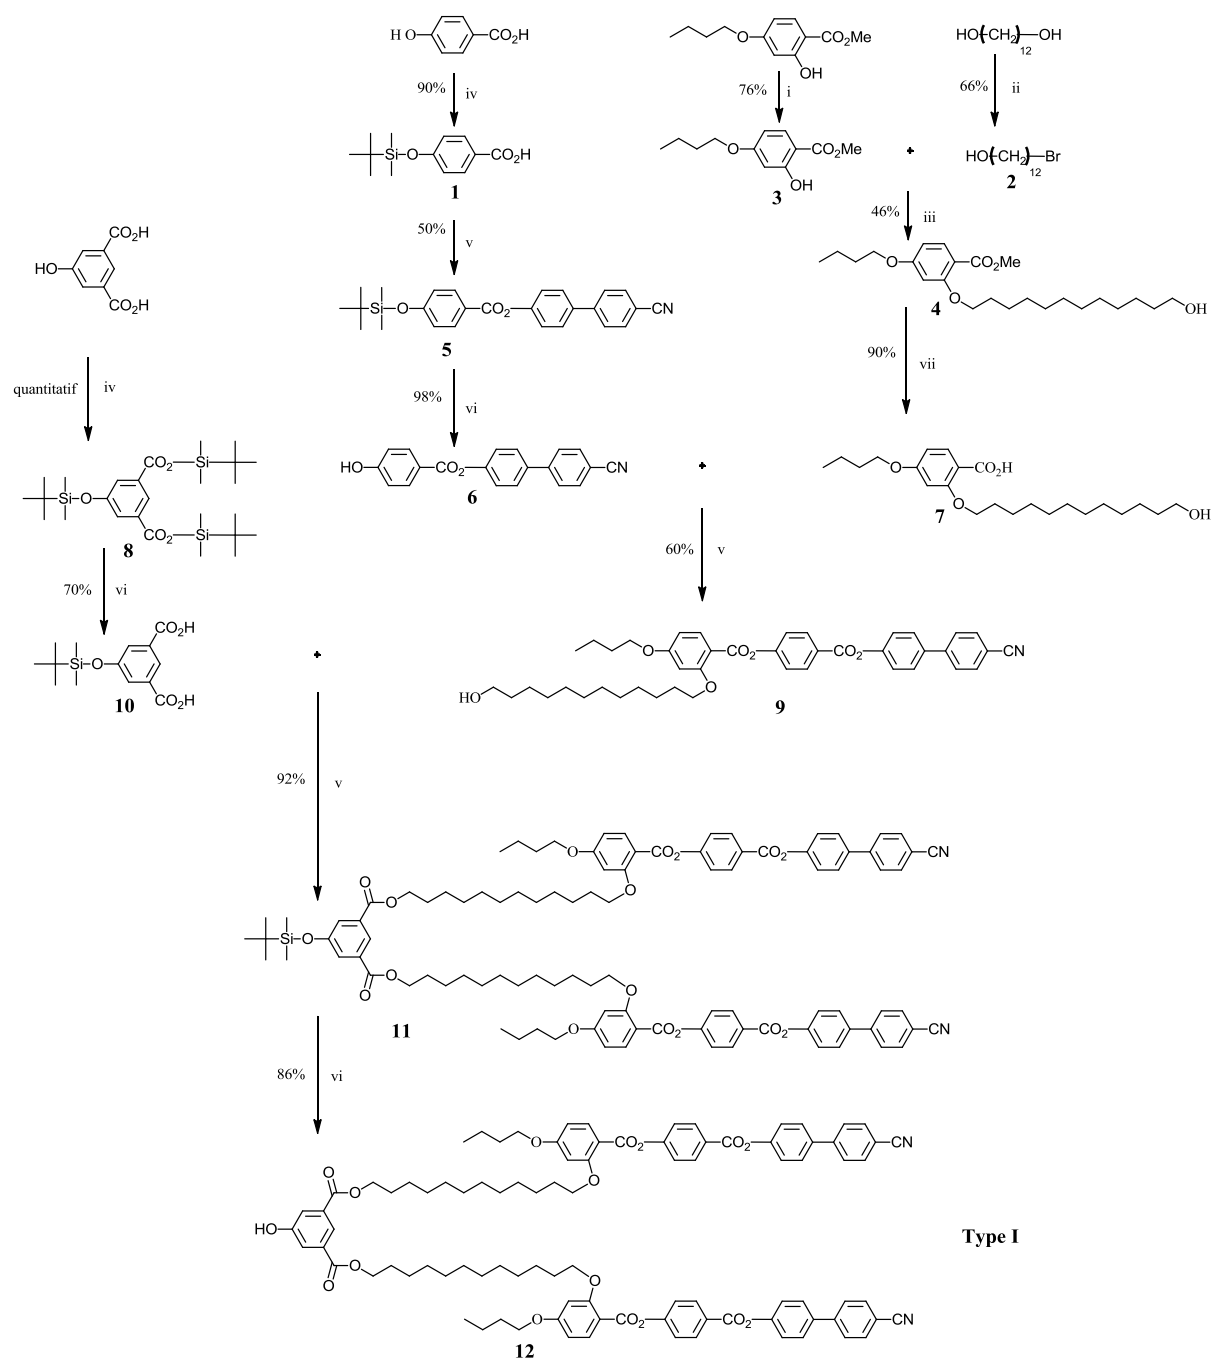 HO CO2H
O CO2Me
OH
HO(CH2)12OH
90% iv
76% i
66% ii
Si O CO2H
1
O CO2Me
OH
3
+
HO(CH2)12Br
2
46% iii
CO2H
HO
CO2H
50% v
O CO2Me
O
4
OH
Si O CO2 CN
5
quantitatif iv
98% vi
90% vii
HO CO2 CN
6
+
O CO2H
O
7
OH
CO2 Si
Si O
CO2 Si
8
70% vi
60% v
CO2H
Si O
CO2H
10
+
O CO2 CO2 CN
HO O
9
92% v
O CO2 CO2 CN
O
O
O
Si O
O
O
O
O CO2 CO2 CN
11
86% vi
O CO2 CO2 CN
O
O
O
HO
Type I
O
O
O
O CO2 CO2 CN
12